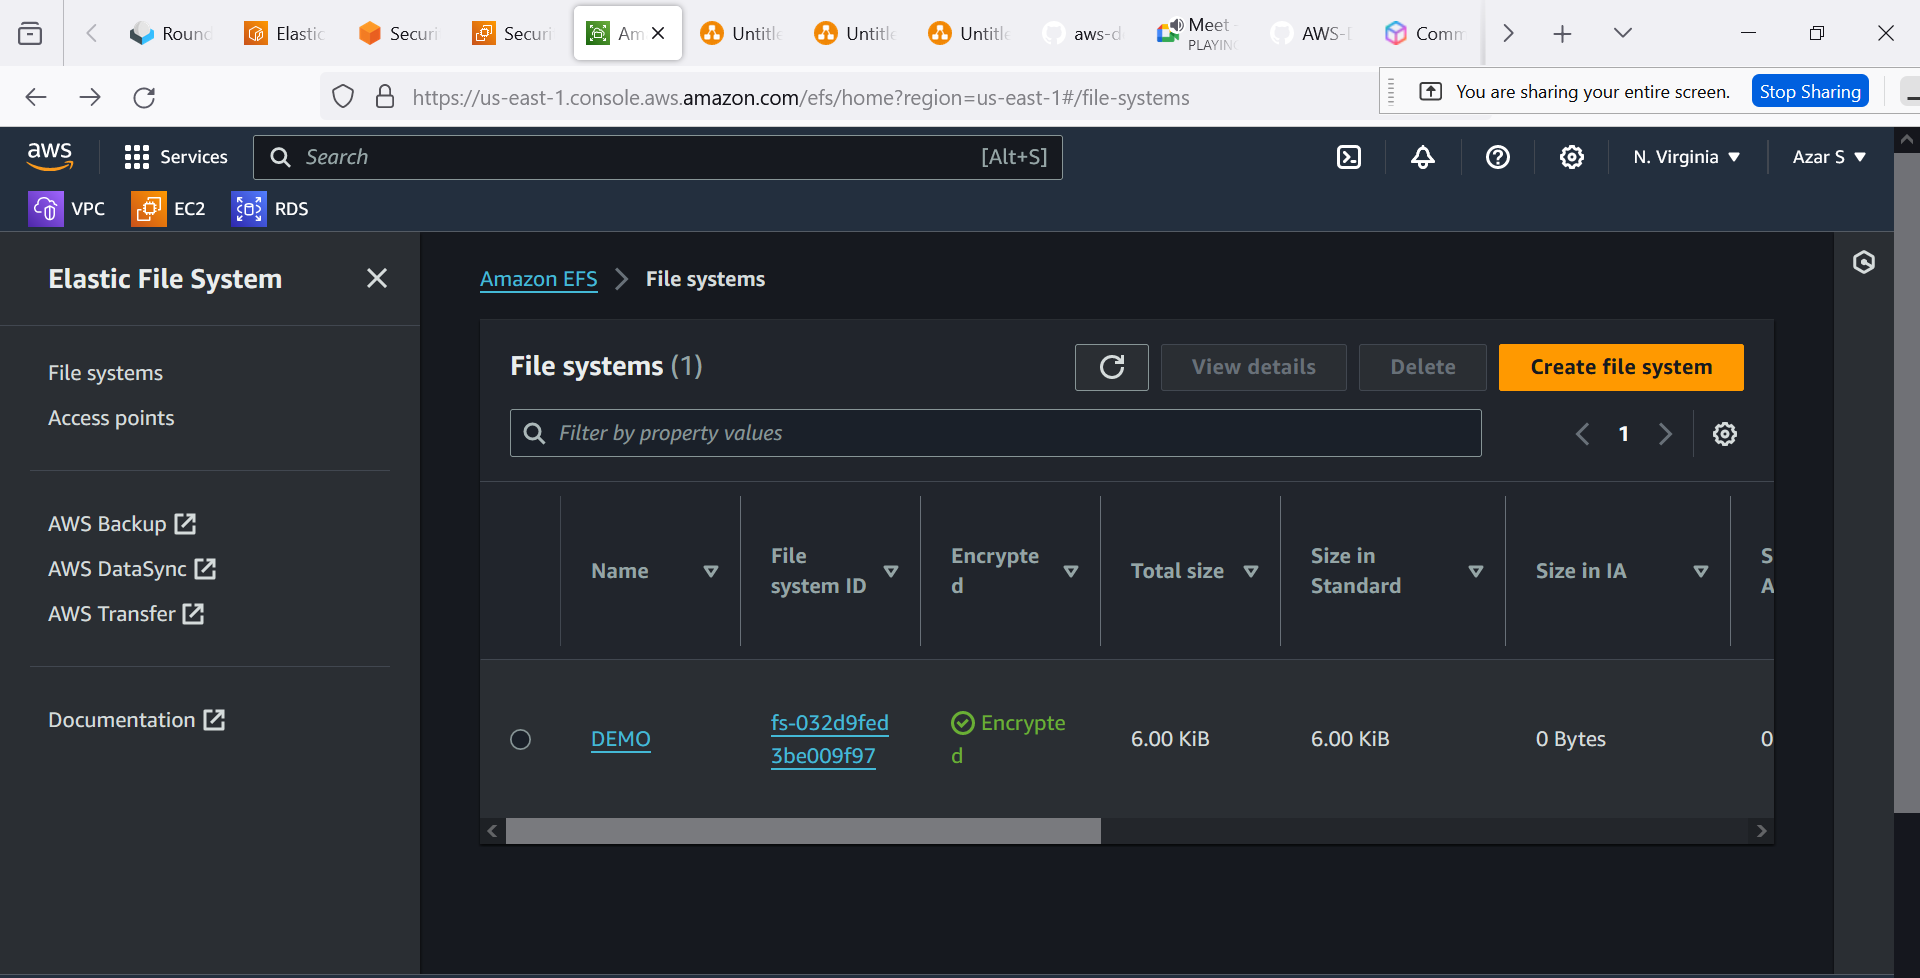 Round
Elastic
Securi
Securi
Am
Untitle
Untitle
Untitle
aws-d
Meet -
PLAYING
AWS-D
Comm
https://us-east-1.console.aws.amazon.com/efs/home?region=us-east-1#/file-systems
You are sharing your entire screen.
Stop Sharing
aws
Services
Search
[Alt+S]
N. Virginia
Azar S
VPC
EC2
RDS
Elastic File System
File systems
Access points
AWS Backup
AWS DataSync
AWS Transfer
Documentation
Amazon EFS
File systems
File systems (1)
View details
Delete
Create file system
Filter by property values
1
Name
File
system ID
Encrypte
d
Total size
Size in
Standard
Size in IA
S
A
DEMO
fs-032d9fed
3be009f97
Encrypte
d
6.00 KiB
6.00 KiB
0 Bytes
0